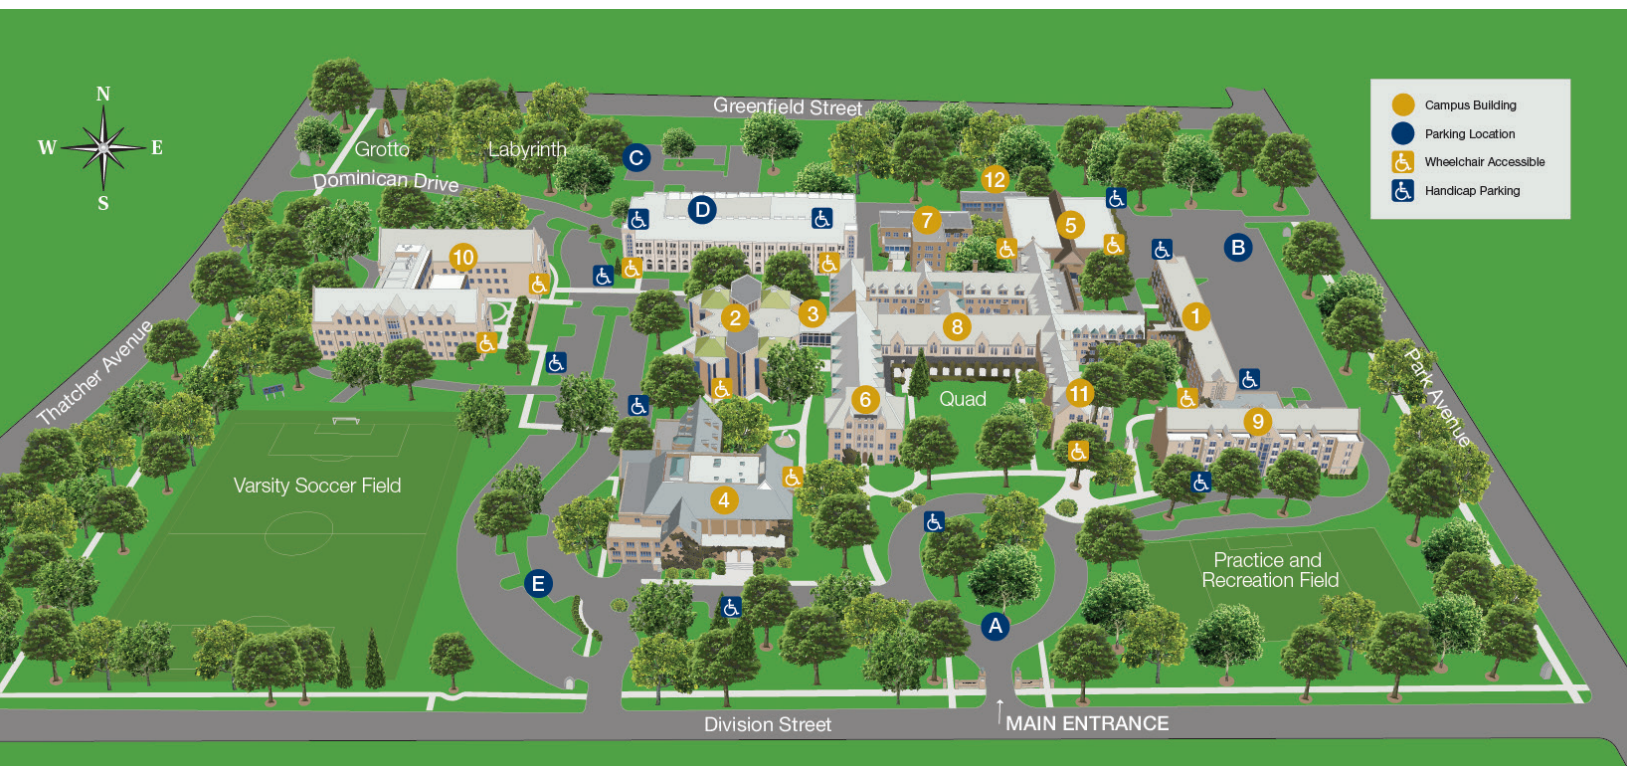 N
W
E
S
Greenfield Street
Campus Building
Parking Location
Wheelchair Accessible
Handicap Parking
Grotto
Labyrinth
C
Dominican Drive
12
D
7
5
B
10
2
3
8
1
Thatcher Avenue
Park Avenue
6
Quad
11
9
Varsity Soccer Field
4
Practice and
Recreation Field
E
A
Division Street
↑ MAIN ENTRANCE